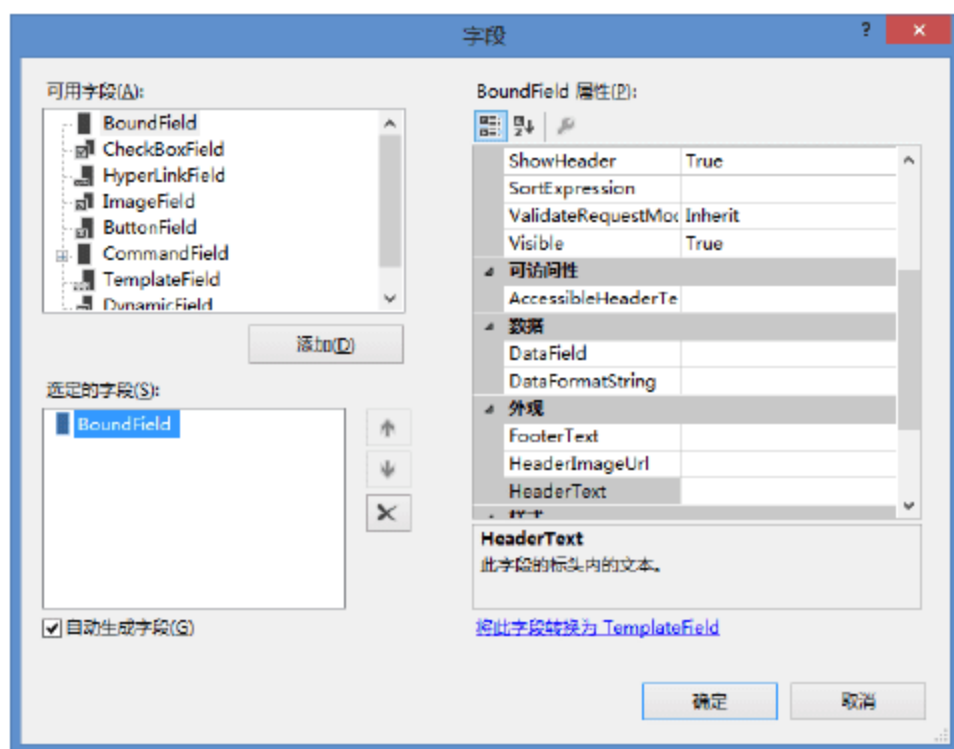 字段
?
可用字段(A):
BoundField
CheckBoxField
HyperLinkField
ImageField
ButtonField
CommandField
TemplateField
DynamicField
添加(D)
选定的字段(S):
BoundField
自动生成字段(G)
BoundField 属性(P):
ShowHeader True
SortExpression
ValidateRequestMoc Inherit
Visible True
可访问性
AccessibleHeaderTe
数据
DataField
DataFormatString
外观
FooterText
HeaderImageUrl
HeaderText
样式
HeaderText
此字段的标头内的文本。
将此字段转换为 TemplateField
确定
取消